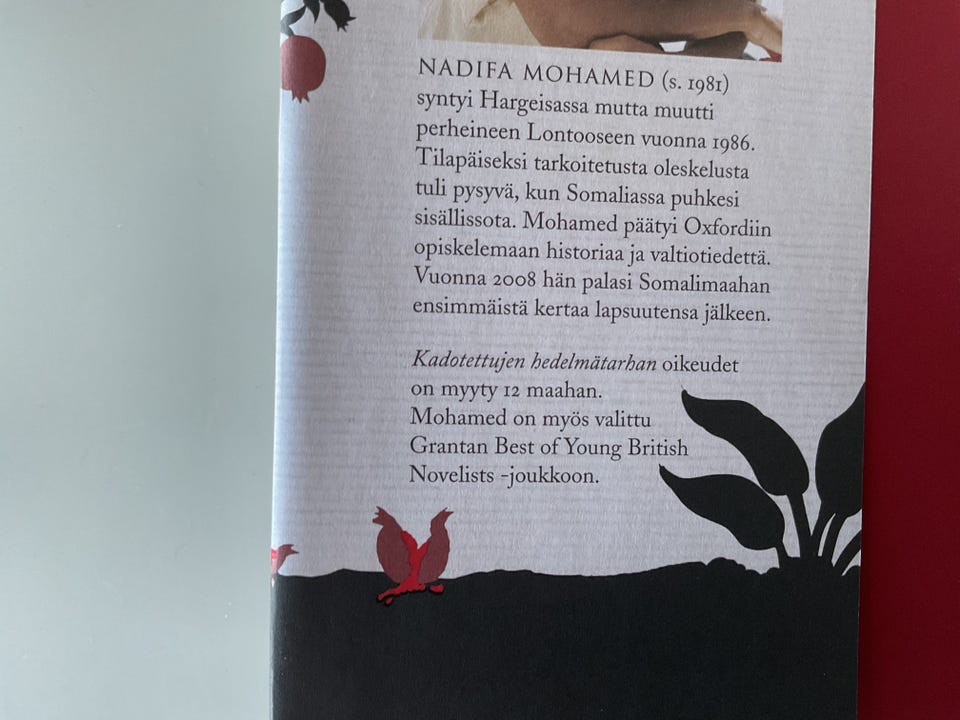 NADIFA MOHAMED (s. 1981)
syntyi Hargeisassa mutta muutti
perheineen Lontooseen vuonna 1986.
Tilapäiseksi tarkoitetusta oleskelusta
tuli pysyvä, kun Somaliassa puhkesi
sisällissota. Mohamed päätyi Oxfordiin
opiskelemaan historiaa ja valtiotiedettä.
Vuonna 2008 hän palasi Somalimaahan
ensimmäistä kertaa lapsuutensa jälkeen.
Kadotettujen hedelmätarhan oikeudet
on myyty 12 maahan.
Mohamed on myös valittu
Grantan Best of Young British
Novelists -joukkoon.